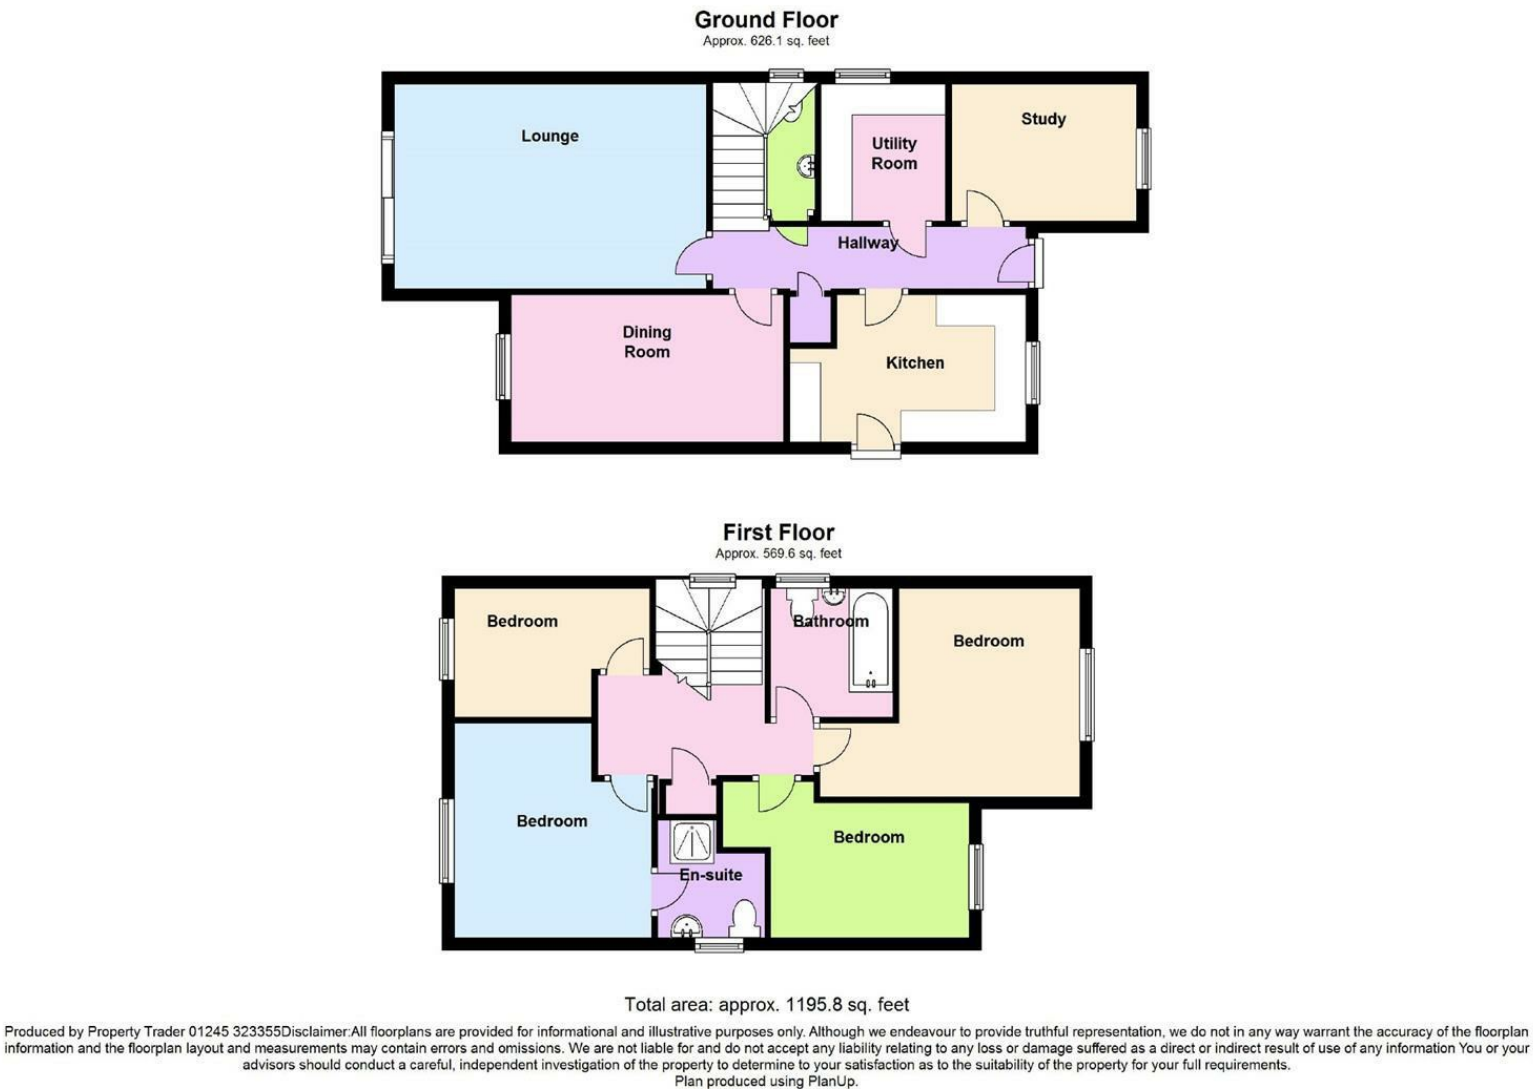 Ground Floor
Approx. 626.1 sq. feet
Lounge
Utility
Room
Study
Hallway
Dining
Room
Kitchen
First Floor
Approx. 569.6 sq. feet
Bedroom
Bathroom
Bedroom
Bedroom
Bedroom
En-suite
Total area: approx. 1195.8 sq. feet
Produced by Property Trader 01245 323355Disclaimer:All floorplans are provided for informational and illustrative purposes only. Although we endeavour to provide truthful representation, we do not in any way warrant the accuracy of the floorplan
information and the floorplan layout and measurements may contain errors and omissions. We are not liable for and do not accept any liability relating to any loss or damage suffered as a direct or indirect result of use of any information You or your
advisors should conduct a careful, independent investigation of the property to determine to your satisfaction as to the suitability of the property for your full requirements.
Plan produced using PlanUp.